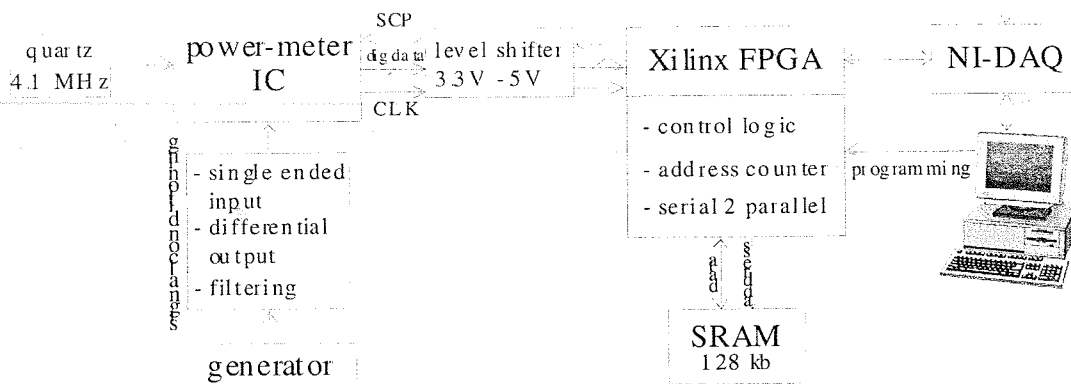 SCP
quartz
4.1 MHz
power-meter
IC
dig data
level shifter
3.3V - 5V
CLK
Xilinx FPGA
NI-DAQ
- control logic
- address counter
- serial 2 parallel
programming
signal conditioning
- single ended
input
- differential
output
- filtering
data
SRAM
128 kb
generator